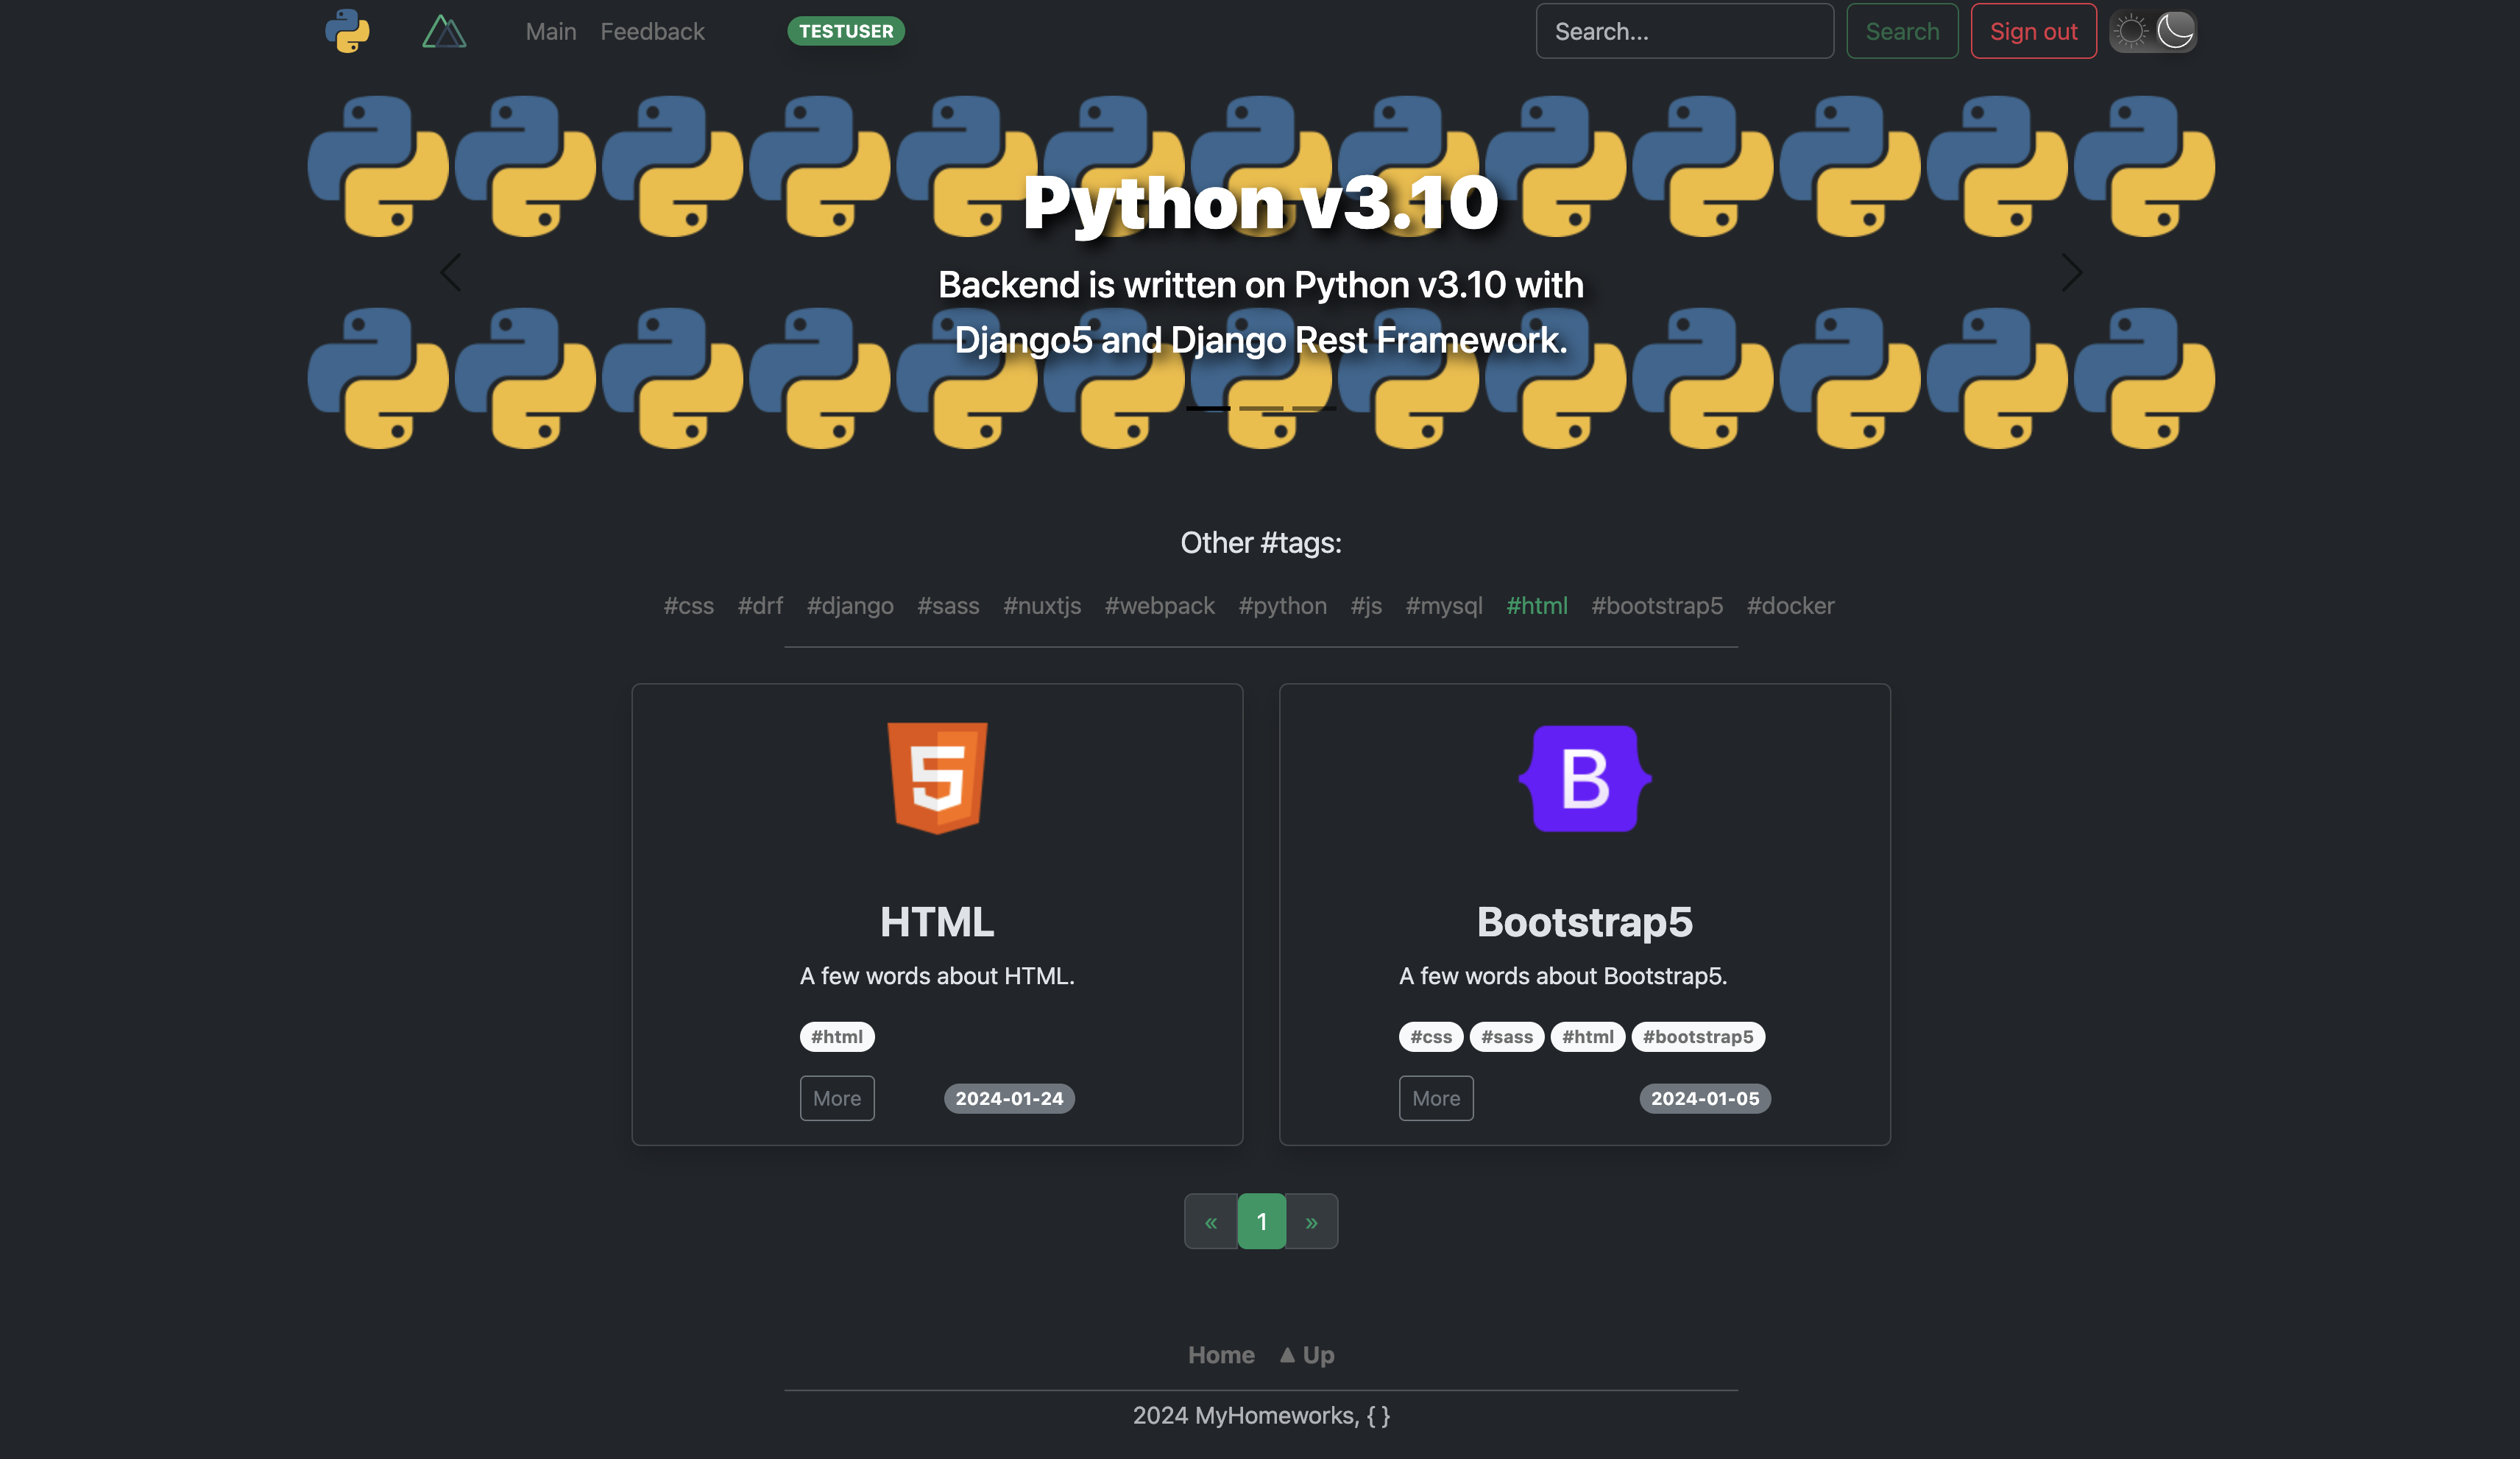 Main Feedback TESTUSER Search... Search Sign out
Python v3.10
Backend is written on Python v3.10 with
Django5 and Django Rest Framework.
Other #tags:
#css #drf #django #sass #nuxtjs #webpack #python #js #mysql #html #bootstrap5 #docker
5
B
HTML
A few words about HTML.
#html
More 2024-01-24
Bootstrap5
A few words about Bootstrap5.
#css #sass #html #bootstrap5
More 2024-01-05
« 1 »
Home ▲ Up
2024 MyHomeworks, { }